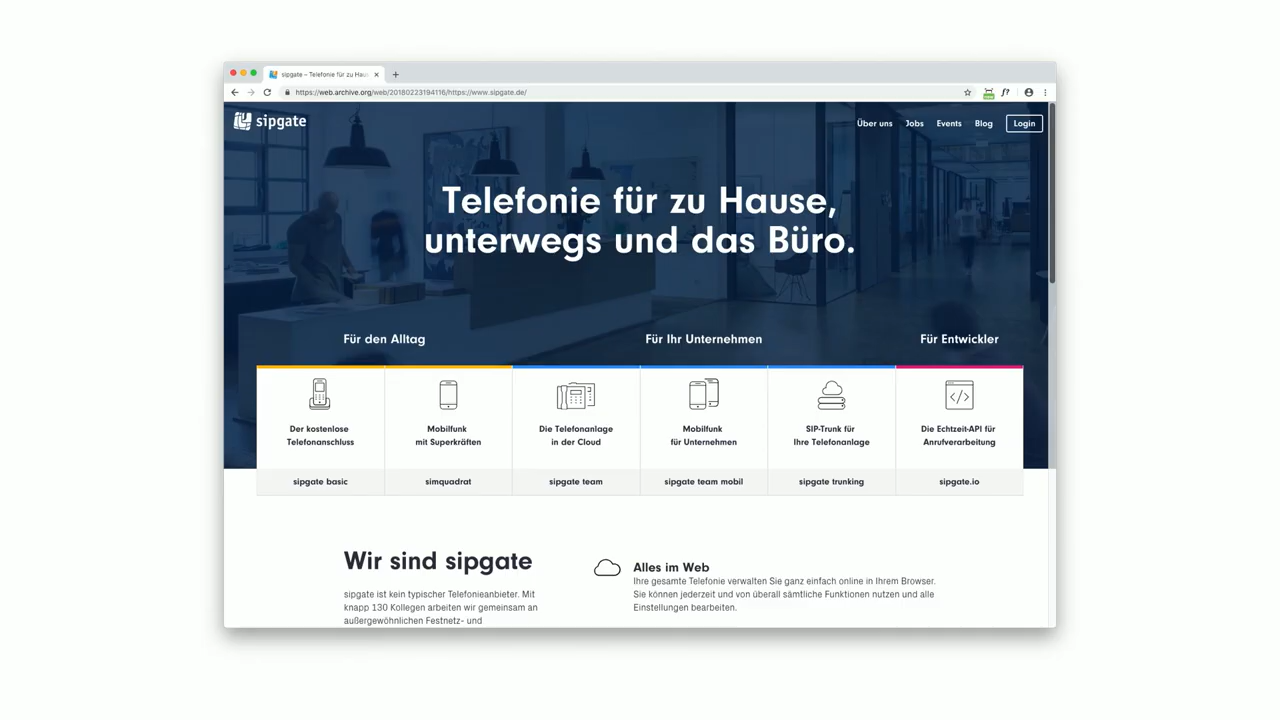 sipgate – Telefonie für zu Haus
https://web.archive.org/web/20180223194116/https://www.sipgate.de/
sipgate
Über uns
Jobs
Events
Blog
Login
Telefonie für zu Hause,
unterwegs und das Büro.
Für den Alltag
Für Ihr Unternehmen
Für Entwickler
Der kostenlose
Telefonanschluss
sipgate basic
Mobilfunk
mit Superkräften
simquadrat
Die Telefonanlage
in der Cloud
sipgate team
Mobilfunk
für Unternehmen
sipgate team mobil
SIP-Trunk für
Ihre Telefonanlage
sipgate trunking
Die Echtzeit-API für
Anrufverarbeitung
sipgate.io
Wir sind sipgate
sipgate ist kein typischer Telefonieanbieter. Mit
knapp 130 Kollegen arbeiten wir gemeinsam an
außergewöhnlichen Festnetz- und
Alles im Web
Ihre gesamte Telefonie verwalten Sie ganz einfach online in Ihrem Browser.
Sie können jederzeit und von überall sämtliche Funktionen nutzen und alle
Einstellungen bearbeiten.